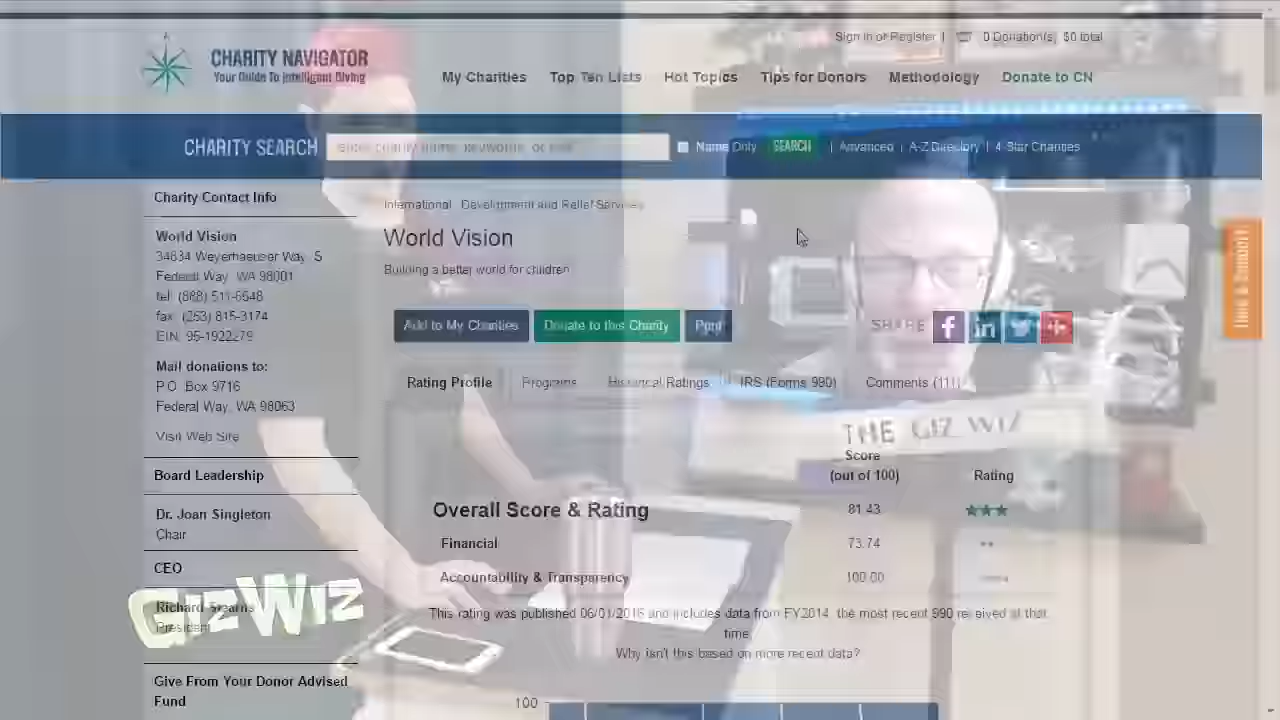 CHARITY NAVIGATOR
Your Guide To Intelligent Giving
Sign In or Register | 0 Donation(s, $0 total
My Charities Top Ten Lists Hot Topics Tips for Donors Methodology Donate to CN
CHARITY SEARCH Name Only SEARCH | Advanced | A-Z Directory | 4-Star Charities
Charity Contact Info
World Vision
34834 Weyerhaeuser Way S
Federal Way, WA 98001
tel: (888) 511-6548
fax: (253) 815-3174
EIN: 95-1922279
Mail donations to:
P.O. Box 9716
Federal Way, WA 98063
Visit Web Site
Board Leadership
Dr. Joan Singleton
Chair
CEO
Richard Stearns
President
GIZWIZ
Give From Your Donor Advised
Fund
International : Development and Relief Services
World Vision
Building a better world for children
Add to My Charities Donate to this Charity Print
SHARE f in
Rating Profile Programs Historical Ratings IRS (Forms 990) Comments (111)
THE GIZ WIZ
Score
(out of 100) Rating
Overall Score & Rating 81.43
Financial 73.74
Accountability & Transparency 100.00
This rating was published 06/01/2016 and includes data from FY2014, the most recent 990 received at that
time.
Why isn't this based on more recent data?
100